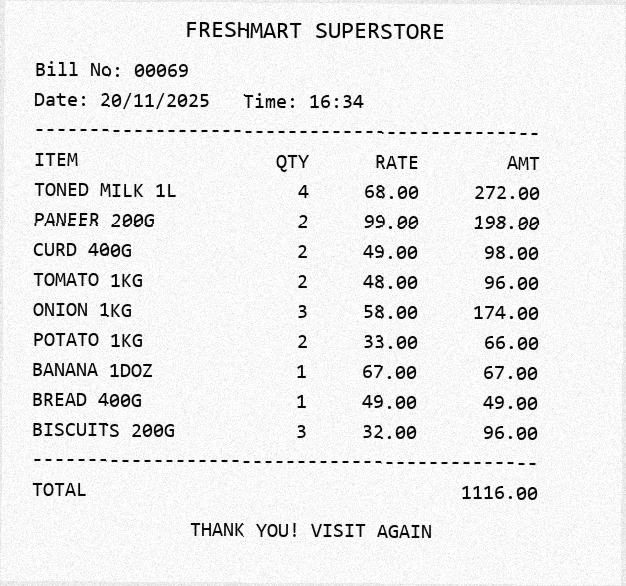 FRESHMART SUPERSTORE
Bill No: 00069
Date: 20/11/2025 Time: 16:34
----------------------------------------------
ITEM QTY RATE AMT
TONED MILK 1L 4 68.00 272.00
PANEER 200G 2 99.00 198.00
CURD 400G 2 49.00 98.00
TOMATO 1KG 2 48.00 96.00
ONION 1KG 3 58.00 174.00
POTATO 1KG 2 33.00 66.00
BANANA 1DOZ 1 67.00 67.00
BREAD 400G 1 49.00 49.00
BISCUITS 200G 3 32.00 96.00
----------------------------------------------
TOTAL 1116.00
THANK YOU! VISIT AGAIN